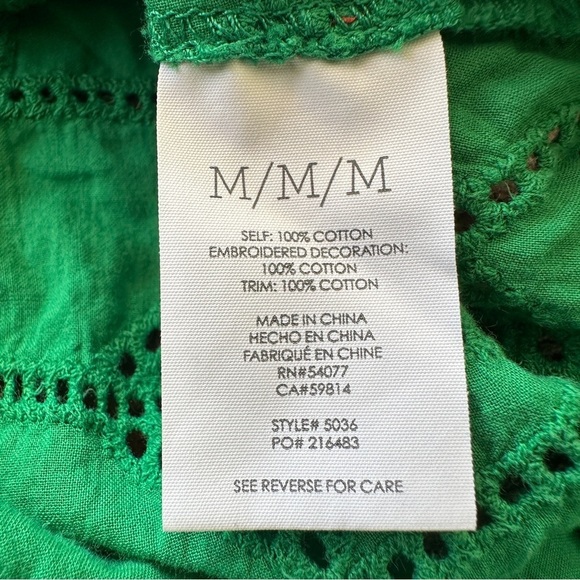 M/M/M
SELF: 100% COTTON
EMBROIDERED DECORATION:
100% COTTON
TRIM: 100% COTTON
MADE IN CHINA
HECHO EN CHINA
FABRIQUÉ EN CHINE
RN#54077
CA#59814
STYLE# 5036
PO# 216483
SEE REVERSE FOR CARE